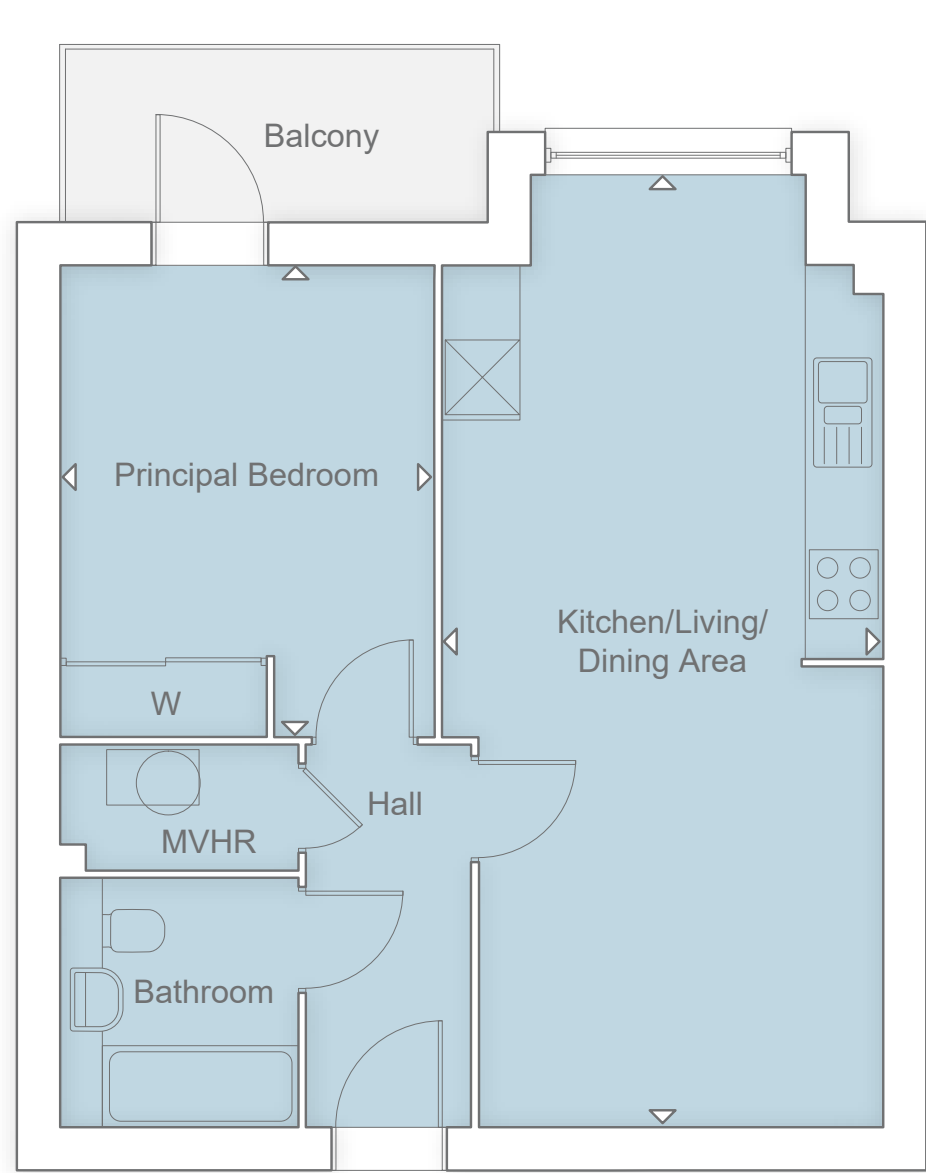 Balcony
Principal Bedroom
Kitchen/Living/
Dining Area
W
Hall
MVHR
Bathroom